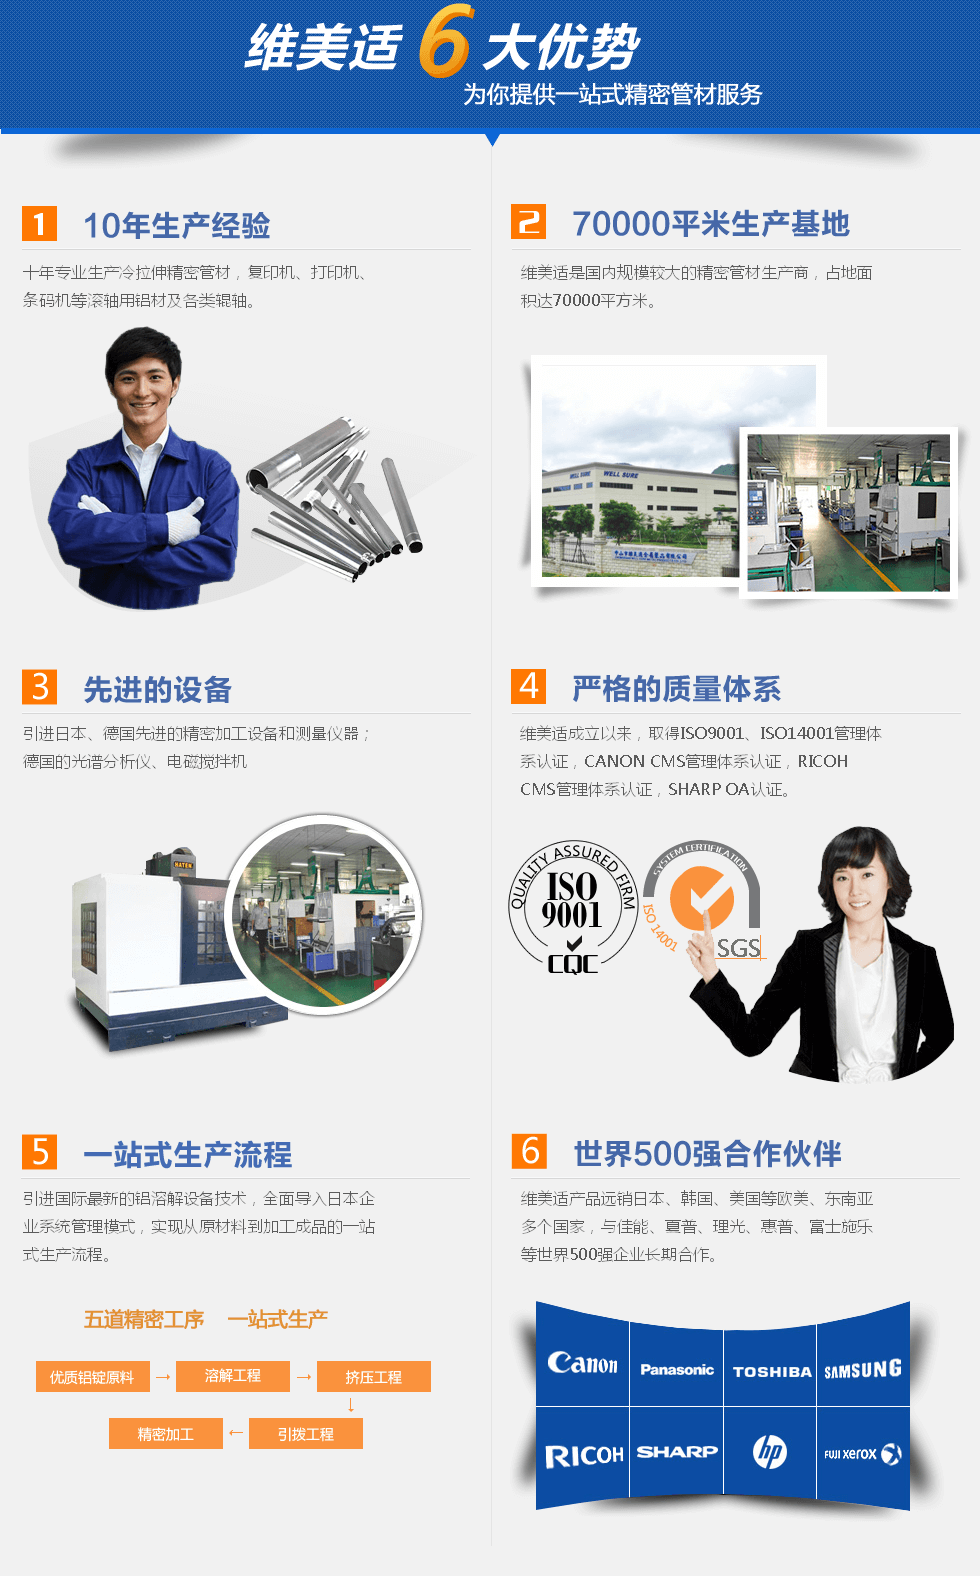 维美适6大优势
为你提供一站式精密管材服务
1 10年生产经验
十年专业生产冷拉伸精密管材，复印机、打印机、
条码机等滚轴用铝材及各类辊轴。
2 70000平米生产基地
维美适是国内规模较大的精密管材生产商，占地面
积达70000平方米。
WELL SURE
WELL SURE
3 先进的设备
引进日本、德国先进的精密加工设备和测量仪器；
德国的光谱分析仪、电磁搅拌机
HATEN
4 严格的质量体系
维美适成立以来，取得ISO9001、ISO14001管理体
系认证，CANON CMS管理体系认证，RICOH
CMS管理体系认证，SHARP OA认证。
QUALITY ASSURED FIRM
ISO
9001
CQC
SYSTEM CERTIFICATION
ISO 14001
SGS
5 一站式生产流程
引进国际最新的铝溶解设备技术，全面导入日本企
业系统管理模式，实现从原材料到加工成品的一站
式生产流程。
五道精密工序 一站式生产
优质铝锭原料 → 溶解工程 → 挤压工程
↓
精密加工 ← 引拨工程
6 世界500强合作伙伴
维美适产品远销日本、韩国、美国等欧美、东南亚
多个国家，与佳能、夏普、理光、惠普、富士施乐
等世界500强企业长期合作。
Canon Panasonic TOSHIBA SAMSUNG
RICOH SHARP hp FUJI xerox